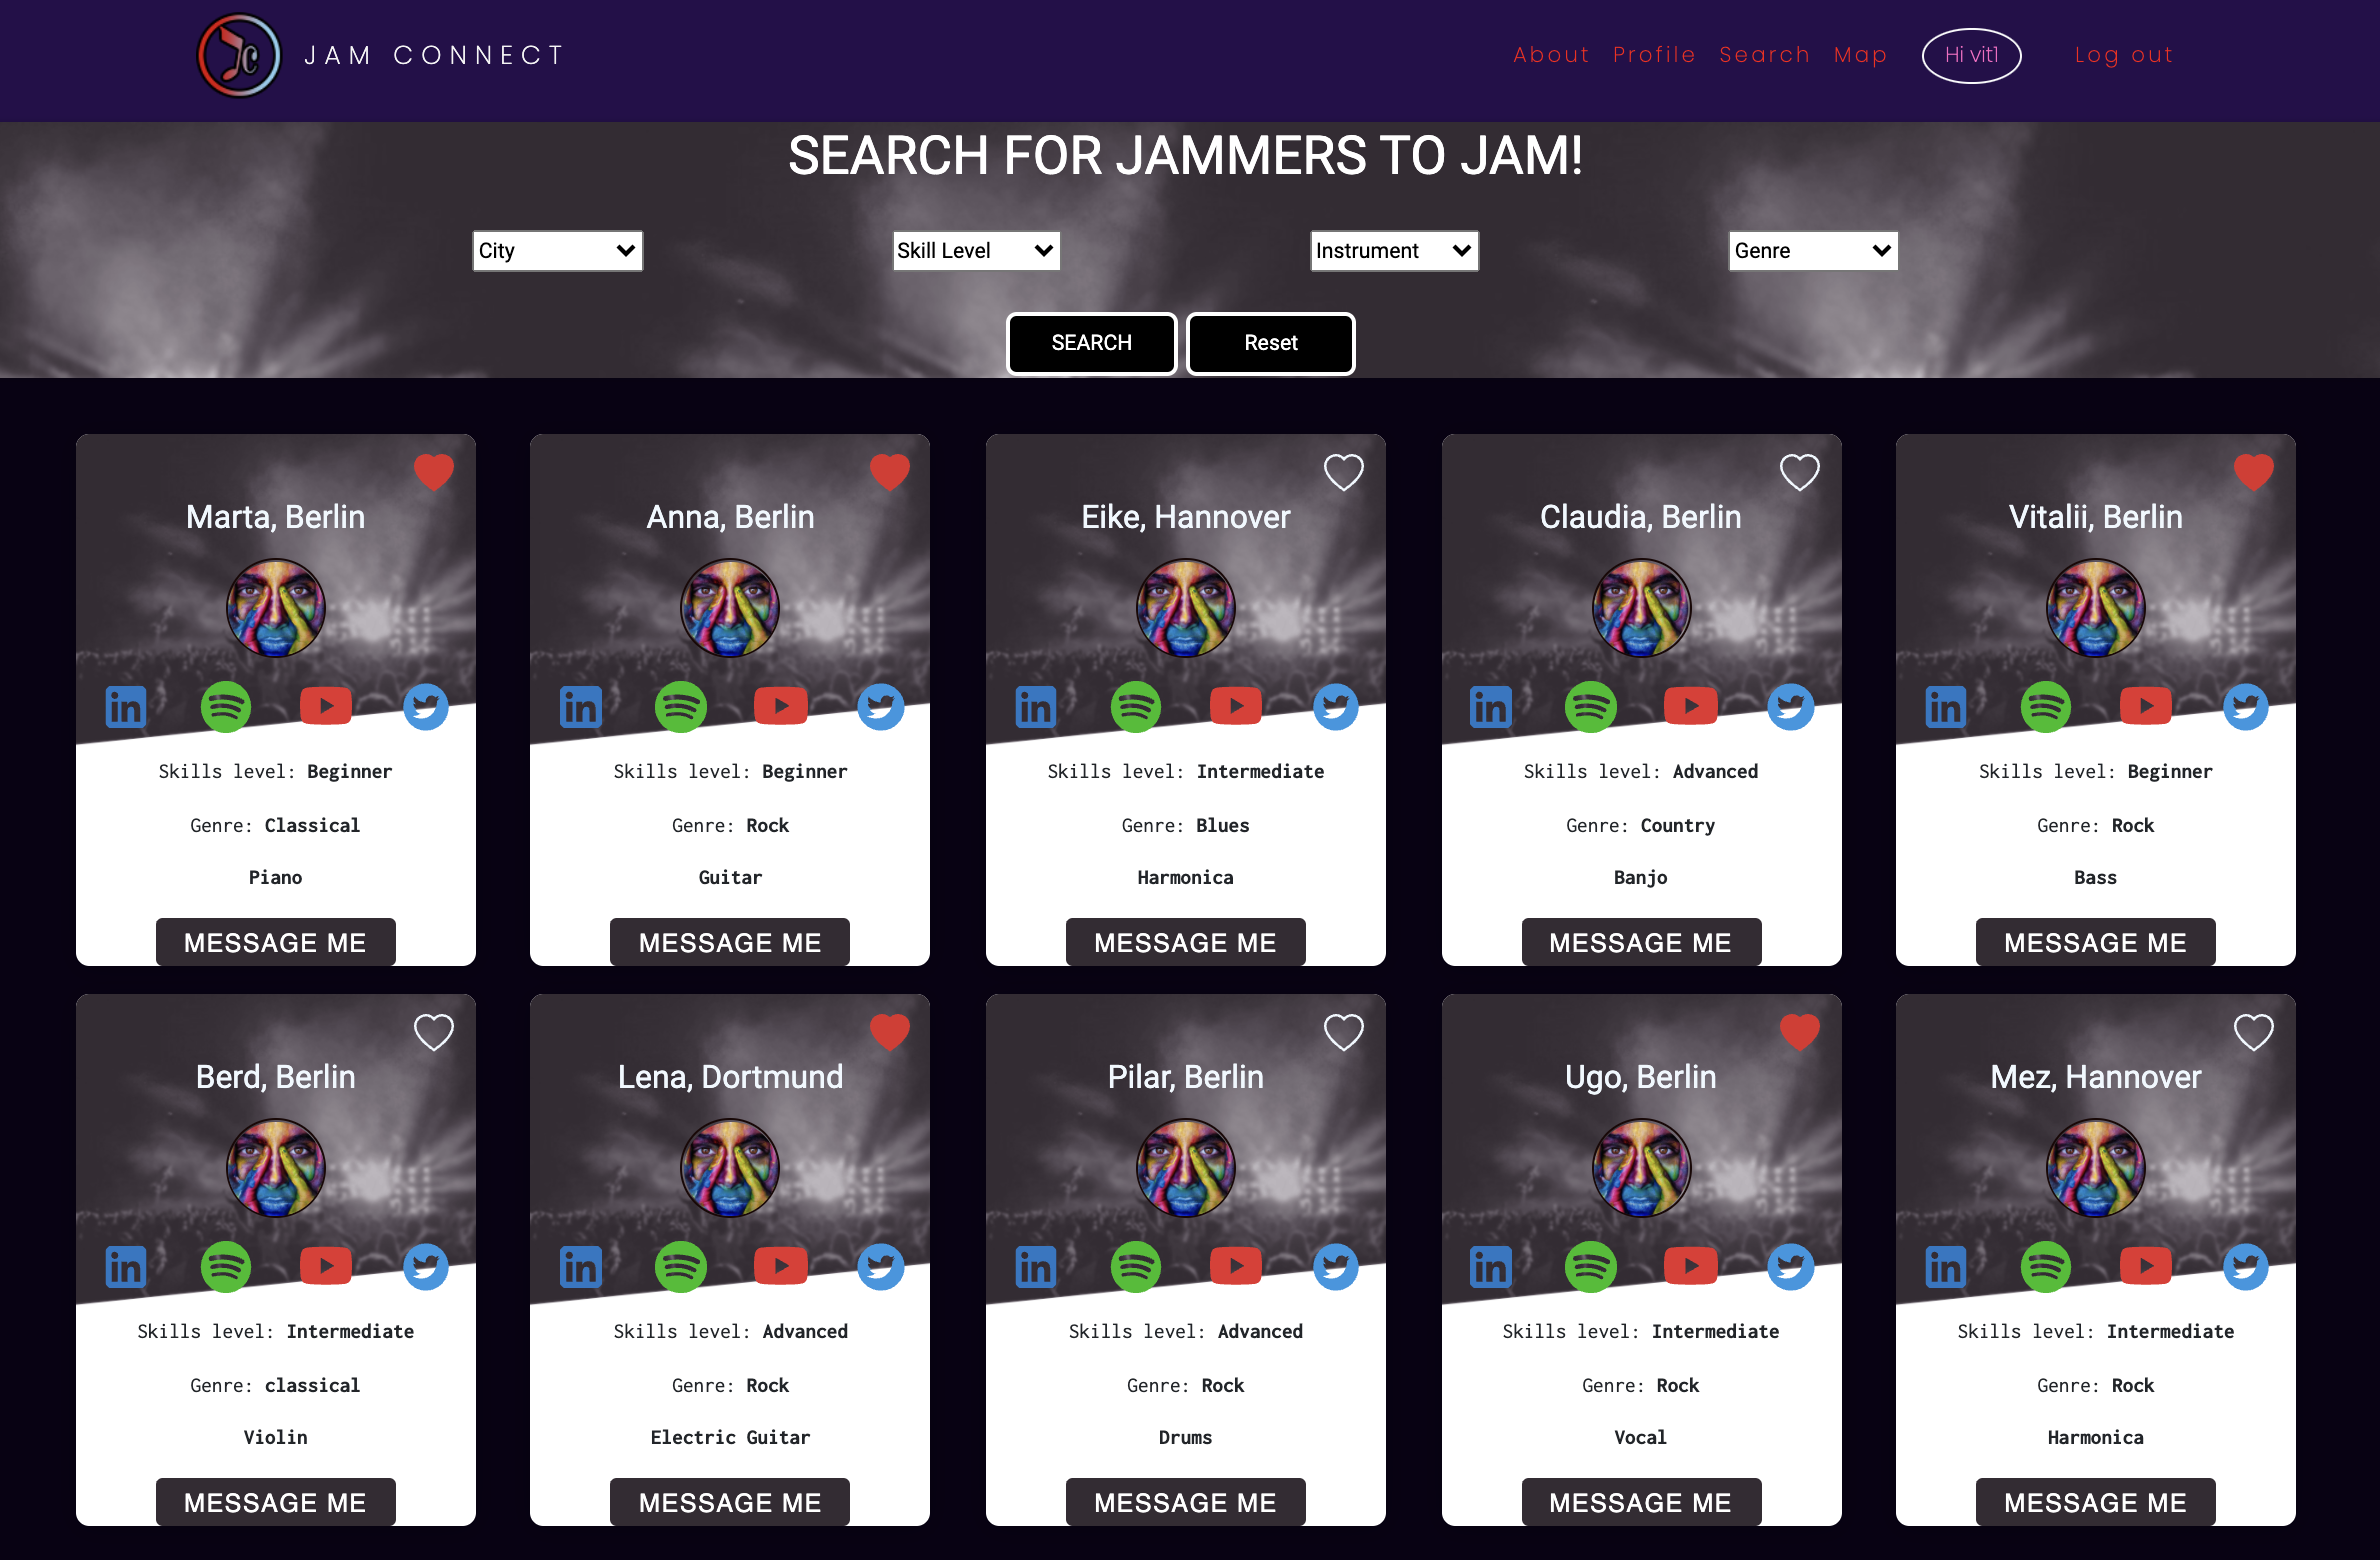 JAM CONNECT
About Profile Search Map Hi vit1 Log out
SEARCH FOR JAMMERS TO JAM!
City Skill Level Instrument Genre
SEARCH Reset
Marta, Berlin
Skills level: Beginner
Genre: Classical
Piano
MESSAGE ME
Anna, Berlin
Skills level: Beginner
Genre: Rock
Guitar
MESSAGE ME
Eike, Hannover
Skills level: Intermediate
Genre: Blues
Harmonica
MESSAGE ME
Claudia, Berlin
Skills level: Advanced
Genre: Country
Banjo
MESSAGE ME
Vitalii, Berlin
Skills level: Beginner
Genre: Rock
Bass
MESSAGE ME
Berd, Berlin
Skills level: Intermediate
Genre: classical
Violin
MESSAGE ME
Lena, Dortmund
Skills level: Advanced
Genre: Rock
Electric Guitar
MESSAGE ME
Pilar, Berlin
Skills level: Advanced
Genre: Rock
Drums
MESSAGE ME
Ugo, Berlin
Skills level: Intermediate
Genre: Rock
Vocal
MESSAGE ME
Mez, Hannover
Skills level: Intermediate
Genre: Rock
Harmonica
MESSAGE ME